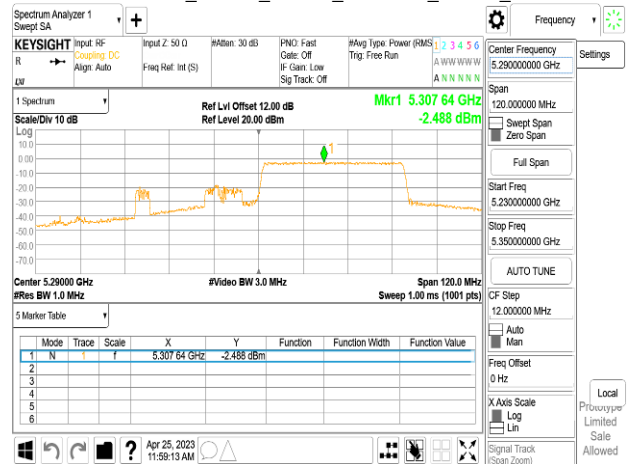 Spectrum Analyzer 1
Swept SA
+
Frequency
KEYSIGHT
R
Input: RF
Coupling: DC
Align: Auto
Input Z: 50 Ω
Freq Ref: Int (S)
#Atten: 30 dB
PNO: Fast
Gate: Off
IF Gain: Low
Sig Track: Off
#Avg Type: Power (RMS
Trig: Free Run
1 2 3 4 5 6
A W W W W W
A N N N N N
1 Spectrum
Scale/Div 10 dB
Ref Lvl Offset 12.00 dB
Ref Level 20.00 dBm
Mkr1 5.307 64 GHz
-2.488 dBm
Log
1
10.0
0.00
-10.0
-20.0
-30.0
-40.0
-50.0
-60.0
-70.0
Center 5.29000 GHz
#Res BW 1.0 MHz
#Video BW 3.0 MHz
Span 120.0 MHz
Sweep 1.00 ms (1001 pts)
5 Marker Table
Mode Trace Scale X Y Function Function Width Function Value
1 N 1 f 5.307 64 GHz -2.488 dBm
2
3
4
5
6
?
Apr 25, 2023
11:59:13 AM
Center Frequency
5.290000000 GHz
Settings
Span
120.000000 MHz
Swept Span
Zero Span
Full Span
Start Freq
5.230000000 GHz
Stop Freq
5.350000000 GHz
AUTO TUNE
CF Step
12.000000 MHz
Auto
Man
Freq Offset
0 Hz
X Axis Scale
Log
Lin
Signal Track
(Span Zoom)
Local
Prototype
Limited
Sale
Allowed